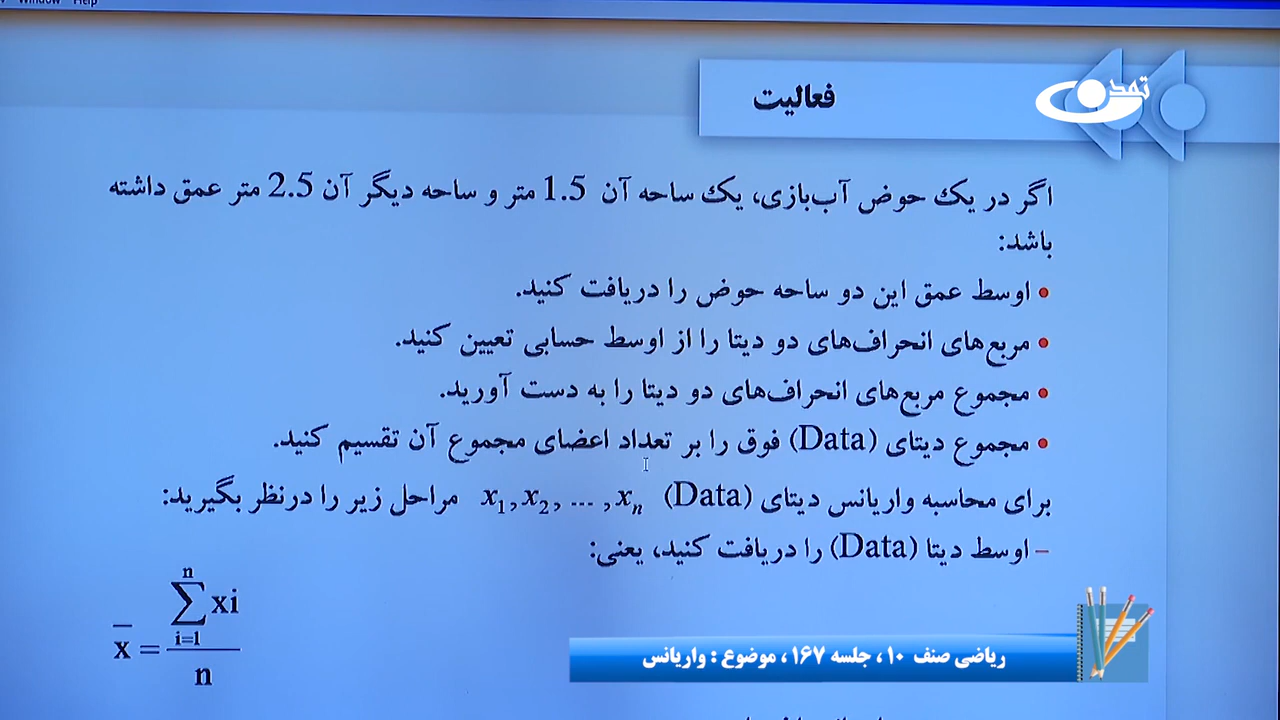 Window Help
تمدن
فعالیت
اگر در یک حوض آب‌بازی، یک ساحه آن 1.5 متر و ساحه دیگر آن 2.5 متر عمق داشته
باشد:
• اوسط عمق این دو ساحه حوض را دریافت کنید.
• مربع‌های انحراف‌های دو دیتا را از اوسط حسابی تعیین کنید.
• مجموع مربع‌های انحراف‌های دو دیتا را به دست آورید.
• مجموع دیتای (Data) فوق را بر تعداد اعضای مجموع آن تقسیم کنید.
برای محاسبه واریانس دیتای (Data) x₁, x₂, ... , xₙ مراحل زیر را درنظر بگیرید:
– اوسط دیتا (Data) را دریافت کنید، یعنی:
x̄ = (∑ⁿᵢ₌₁ xi) / n
ریاضی صنف ۱۰، جلسه ۱۶۷، موضوع: واریانس